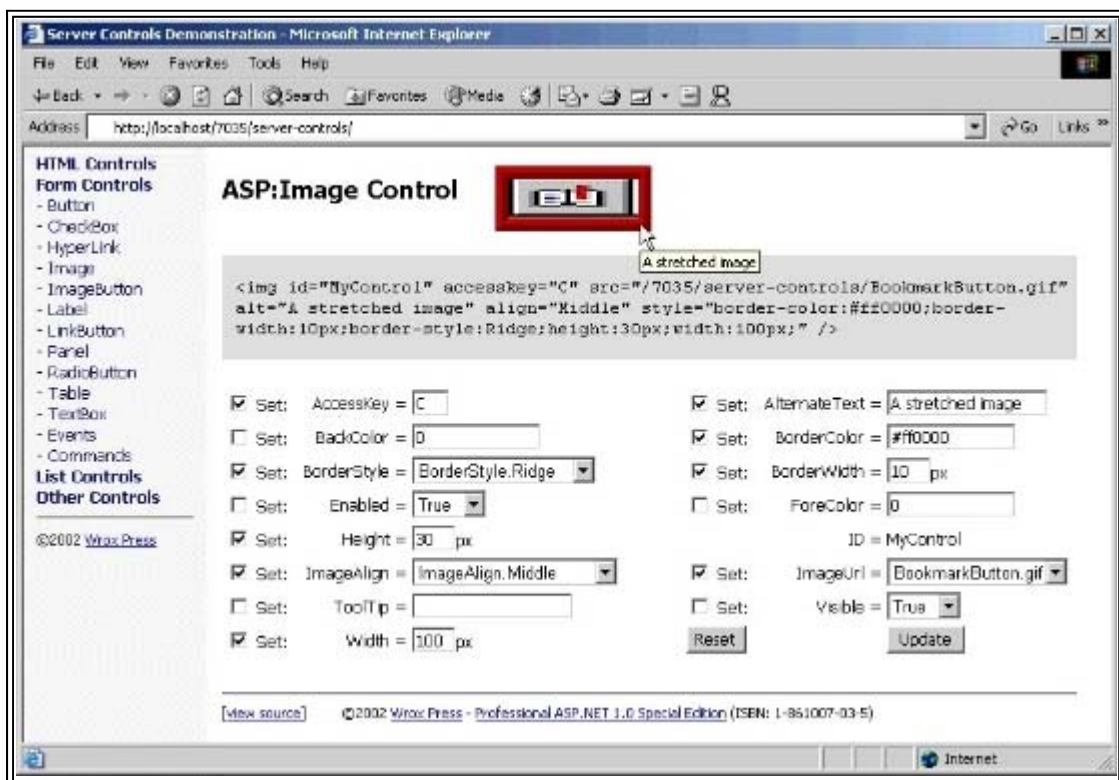 Server Controls Demonstration - Microsoft Internet Explorer
File Edit View Favorites Tools Help
Back Search Favorites Media
Address http://localhost/7035/server-controls/ Go Links »
HTML Controls
Form Controls
- Button
- CheckBox
- HyperLink
- Image
- ImageButton
- Label
- LinkButton
- Panel
- RadioButton
- Table
- TextBox
- Events
- Commands
List Controls
Other Controls
©2002 Wrox Press
ASP:Image Control
A stretched image
<img id="MyControl" accesskey="C" src="/7035/server-controls/BookmarkButton.gif"
alt="A stretched image" align="Middle" style="border-color:#ff0000;border-
width:10px;border-style:Ridge;height:30px;width:100px;" />
Set: AccessKey = C Set: AlternateText = A stretched image
Set: BackColor = 0 Set: BorderColor = #ff0000
Set: BorderStyle = BorderStyle.Ridge Set: BorderWidth = 10 px
Set: Enabled = True Set: ForeColor = 0
Set: Height = 30 px ID = MyControl
Set: ImageAlign = ImageAlign.Middle Set: ImageUrl = BookmarkButton.gif
Set: ToolTip = Set: Visible = True
Set: Width = 100 px Reset Update
[view source] ©2002 Wrox Press - Professional ASP.NET 1.0 Special Edition (ISBN: 1-861007-03-5)
Internet